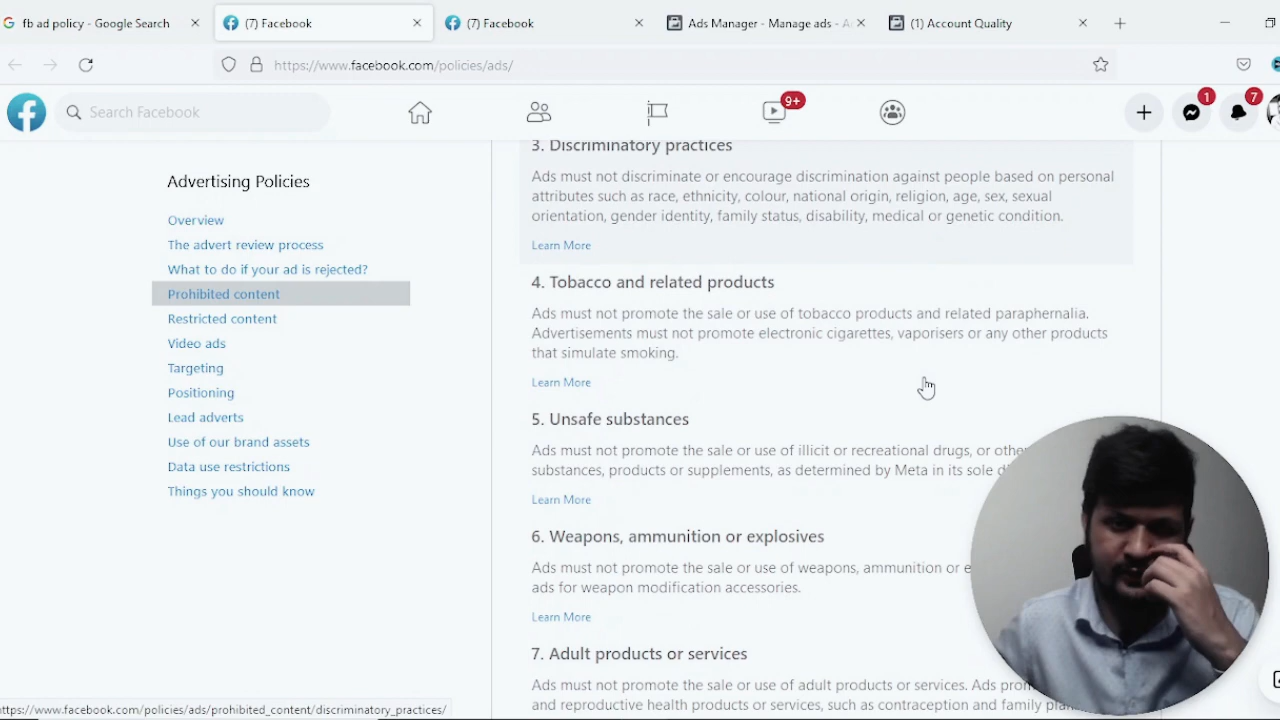 fb ad policy - Google Search
(7) Facebook
(7) Facebook
Ads Manager - Manage ads - A
(1) Account Quality
https://www.facebook.com/policies/ads/
Search Facebook
9+
1
7
Advertising Policies
Overview
The advert review process
What to do if your ad is rejected?
Prohibited content
Restricted content
Video ads
Targeting
Positioning
Lead adverts
Use of our brand assets
Data use restrictions
Things you should know
3. Discriminatory practices
Ads must not discriminate or encourage discrimination against people based on personal
attributes such as race, ethnicity, colour, national origin, religion, age, sex, sexual
orientation, gender identity, family status, disability, medical or genetic condition.
Learn More
4. Tobacco and related products
Ads must not promote the sale or use of tobacco products and related paraphernalia.
Advertisements must not promote electronic cigarettes, vaporisers or any other products
that simulate smoking.
Learn More
5. Unsafe substances
Ads must not promote the sale or use of illicit or recreational drugs, or othe
substances, products or supplements, as determined by Meta in its sole d
Learn More
6. Weapons, ammunition or explosives
Ads must not promote the sale or use of weapons, ammunition or e
ads for weapon modification accessories.
Learn More
7. Adult products or services
Ads must not promote the sale or use of adult products or services. Ads prom
and reproductive health products or services, such as contraception and family pla
https://www.facebook.com/policies/ads/prohibited_content/discriminatory_practices/